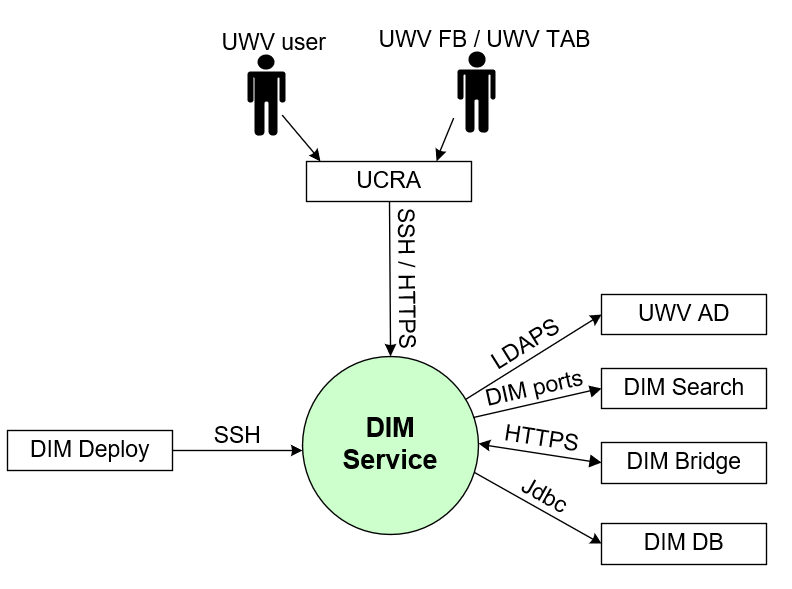 UWV user
UWV FB / UWV TAB
UCRA
SSH / HTTPS
UWV AD
LDAPS
DIM ports
DIM Search
DIM Deploy
SSH
DIM
Service
HTTPS
DIM Bridge
Jdbc
DIM DB